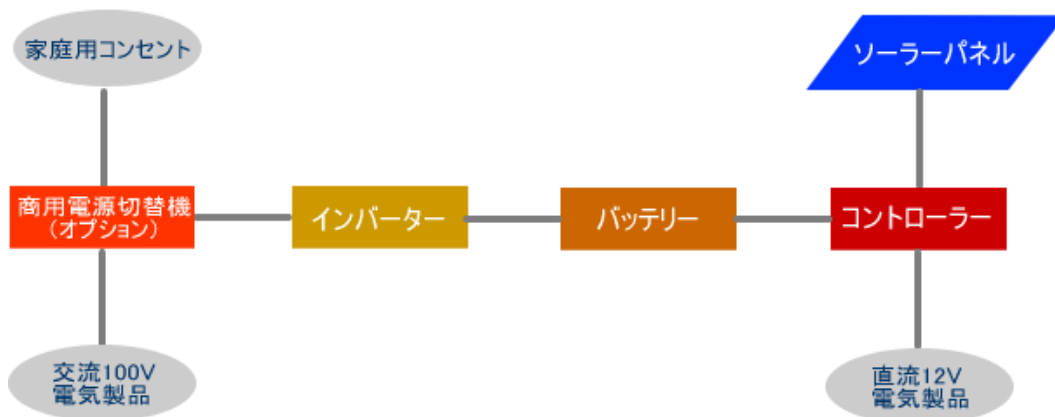 家庭用コンセント
ソーラーパネル
商用電源切替機
（オプション）
インバーター
バッテリー
コントローラー
交流100V
電気製品
直流12V
電気製品